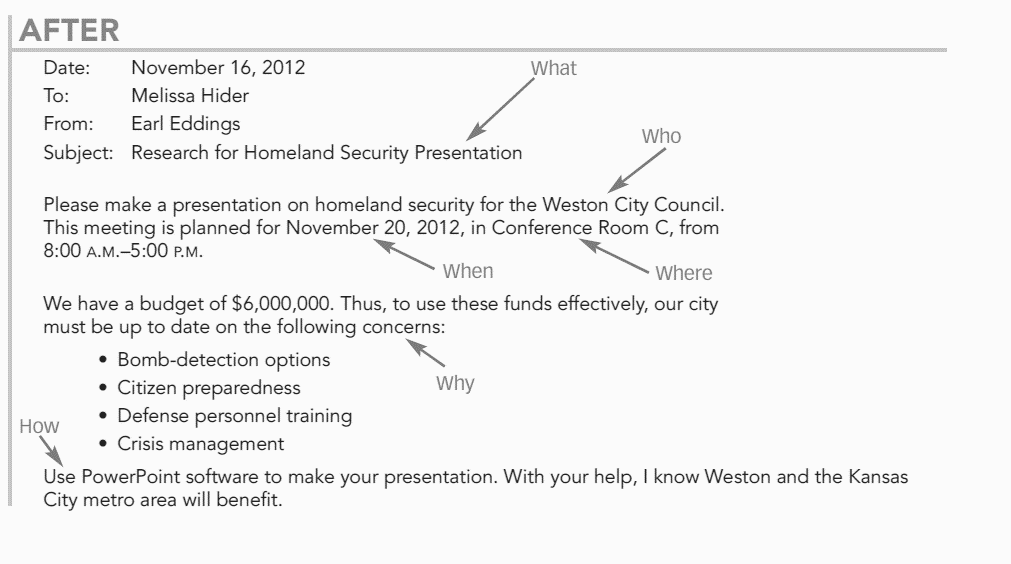 AFTER
Date: November 16, 2012
What
To: Melissa Hider
From: Earl Eddings
Who
Subject: Research for Homeland Security Presentation
Please make a presentation on homeland security for the Weston City Council.
This meeting is planned for November 20, 2012, in Conference Room C, from
8:00 A.M.–5:00 P.M.
When
Where
We have a budget of $6,000,000. Thus, to use these funds effectively, our city
must be up to date on the following concerns:
• Bomb-detection options
Why
• Citizen preparedness
• Defense personnel training
How
• Crisis management
Use PowerPoint software to make your presentation. With your help, I know Weston and the Kansas
City metro area will benefit.